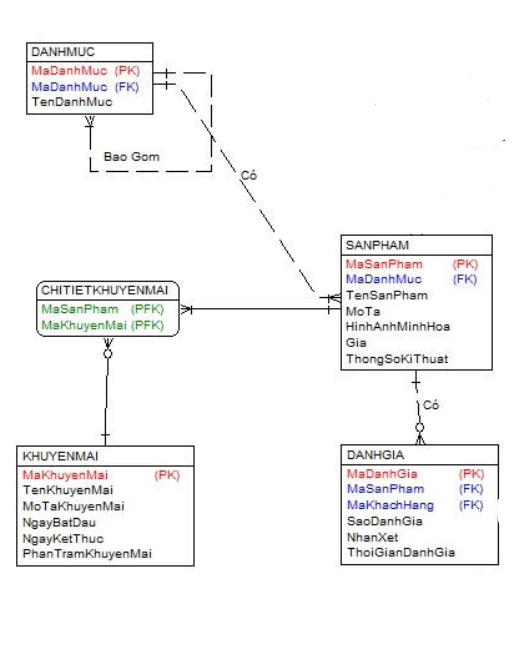 DANHMUC
MaDanhMuc (PK)
MaDanhMuc (FK)
TenDanhMuc
Bao Gom
Có
SANPHAM
MaSanPham (PK)
MaDanhMuc (FK)
TenSanPham
MoTa
HinhAnhMinhHoa
Gia
ThongSoKiThuat
CHITIETKHUYENMAI
MaSanPham (PFK)
MaKhuyenMai (PFK)
Có
KHUYENMAI
MaKhuyenMai (PK)
TenKhuyenMai
MoTaKhuyenMai
NgayBatDau
NgayKetThuc
PhanTramKhuyenMai
DANHGIA
MaDanhGia (PK)
MaSanPham (FK)
MaKhachHang (FK)
SaoDanhGia
NhanXet
ThoiGianDanhGia